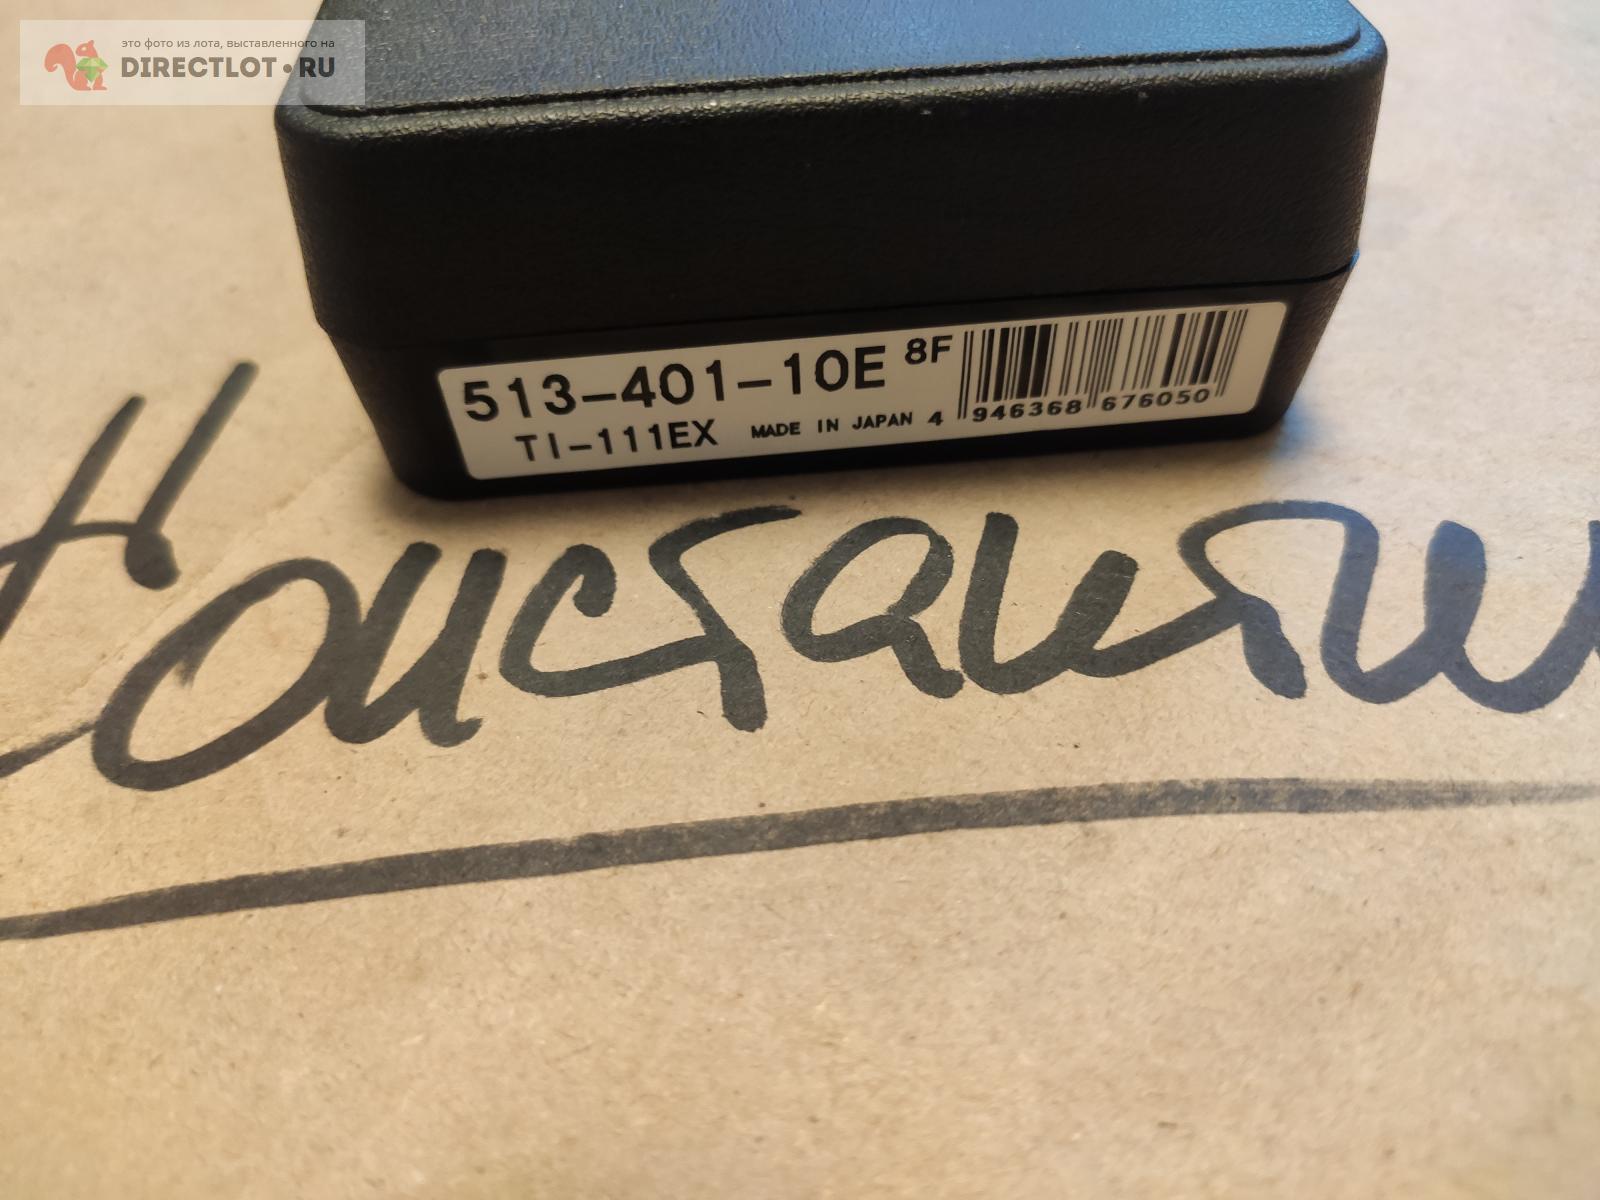 это фото из лота, выставленного на
DIRECTLOT•RU
513-401-10E 8F
TI-111EX MADE IN JAPAN 4 946368 676050
Константин